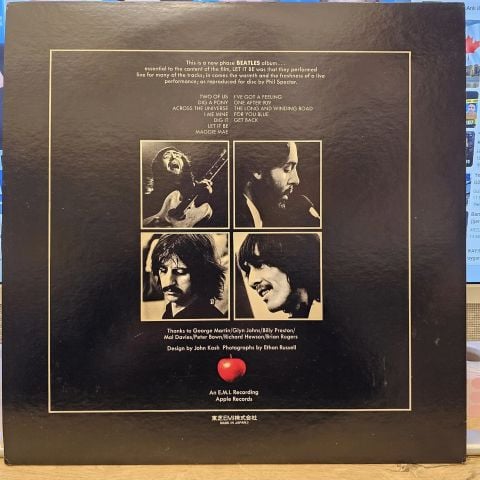 This is a new phase BEATLES album . . .
essential to the content of the film, LET IT BE was that they performed
live for many of the tracks; in comes the warmth and the freshness of a live
performance; as reproduced for disc by Phil Spector.
TWO OF US
DIG A PONY
ACROSS THE UNIVERSE
I ME MINE
DIG IT
LET IT BE
MAGGIE MAE
I'VE GOT A FEELING
ONE AFTER 909
THE LONG AND WINDING ROAD
FOR YOU BLUE
GET BACK
Thanks to George Martin/Glyn Johns/Billy Preston/
Mal Davies/Peter Bown/Richard Hewson/Brian Rogers
Design by John Kosh Photographs by Ethan Russell
An E.M.I. Recording
Apple Records
東芝EMI株式会社
MADE IN JAPAN